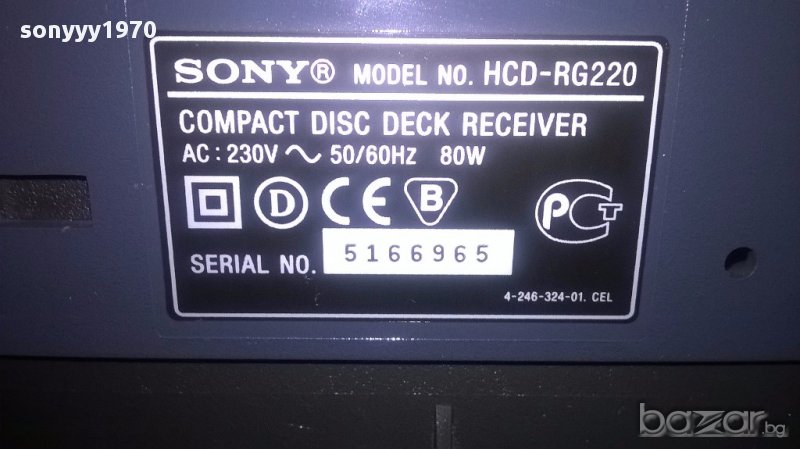 sonyyy1970
SONY® MODEL NO. HCD-RG220
COMPACT DISC DECK RECEIVER
AC: 230V ~ 50/60Hz 80W
D CE B PCT
SERIAL NO. 5166965
4-246-324-01. CEL
bazar.bg